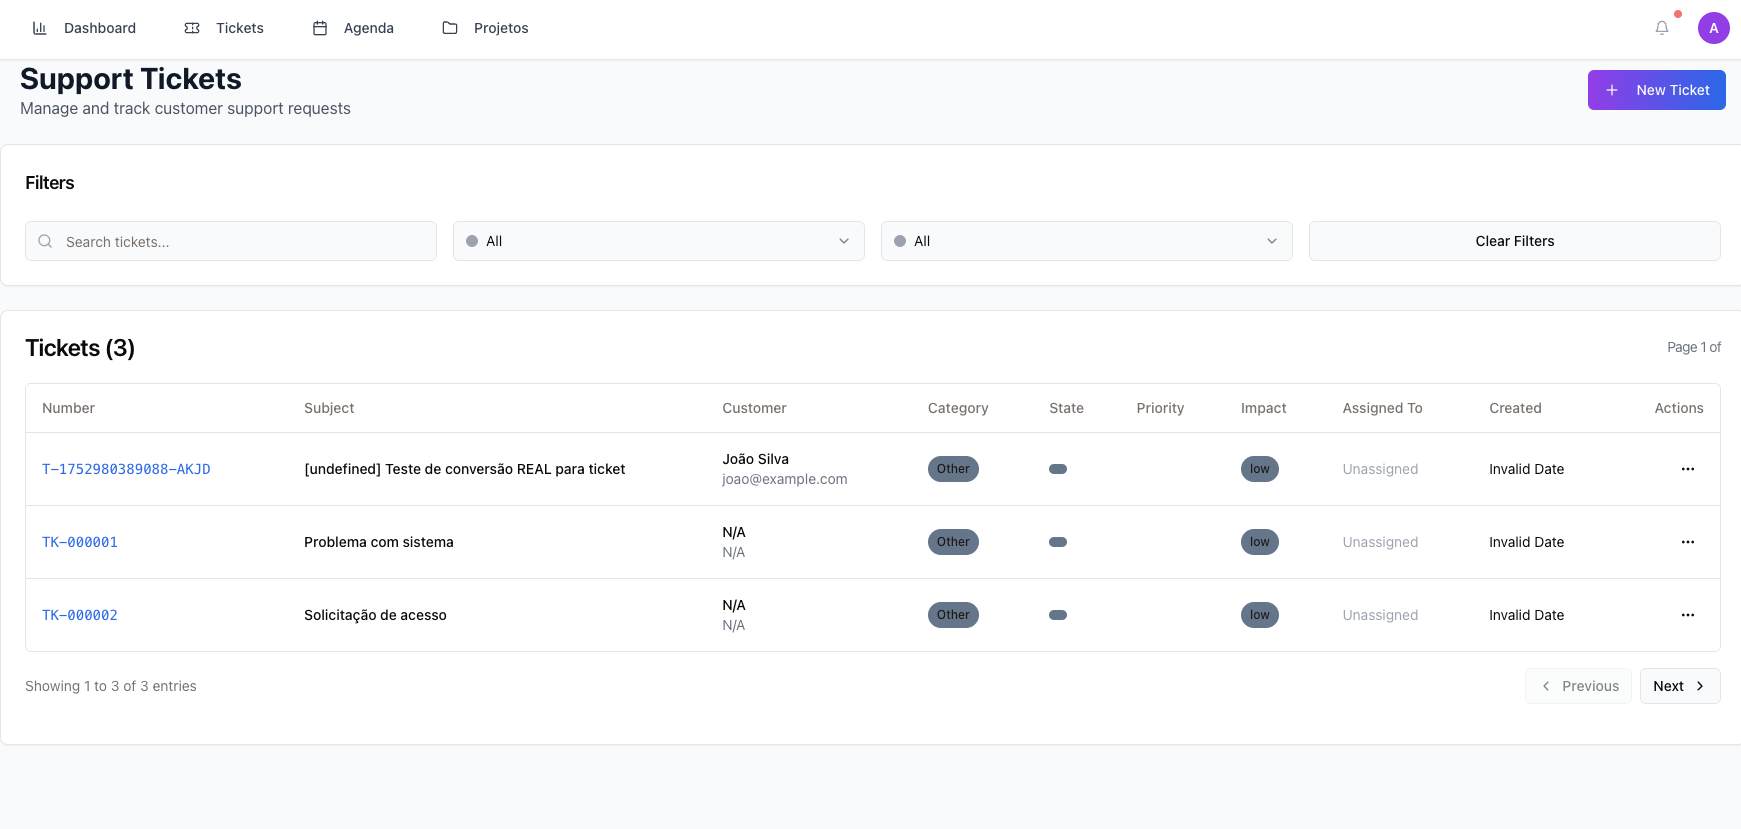 Dashboard Tickets Agenda Projetos A
Support Tickets
Manage and track customer support requests
New Ticket
Filters
Search tickets... All All Clear Filters
Tickets (3) Page 1 of
Number Subject Customer Category State Priority Impact Assigned To Created Actions
T-1752980389088-AKJD [undefined] Teste de conversão REAL para ticket João Silva Other low Unassigned Invalid Date
joao@example.com
TK-000001 Problema com sistema N/A Other low Unassigned Invalid Date
N/A
TK-000002 Solicitação de acesso N/A Other low Unassigned Invalid Date
N/A
Showing 1 to 3 of 3 entries Previous Next